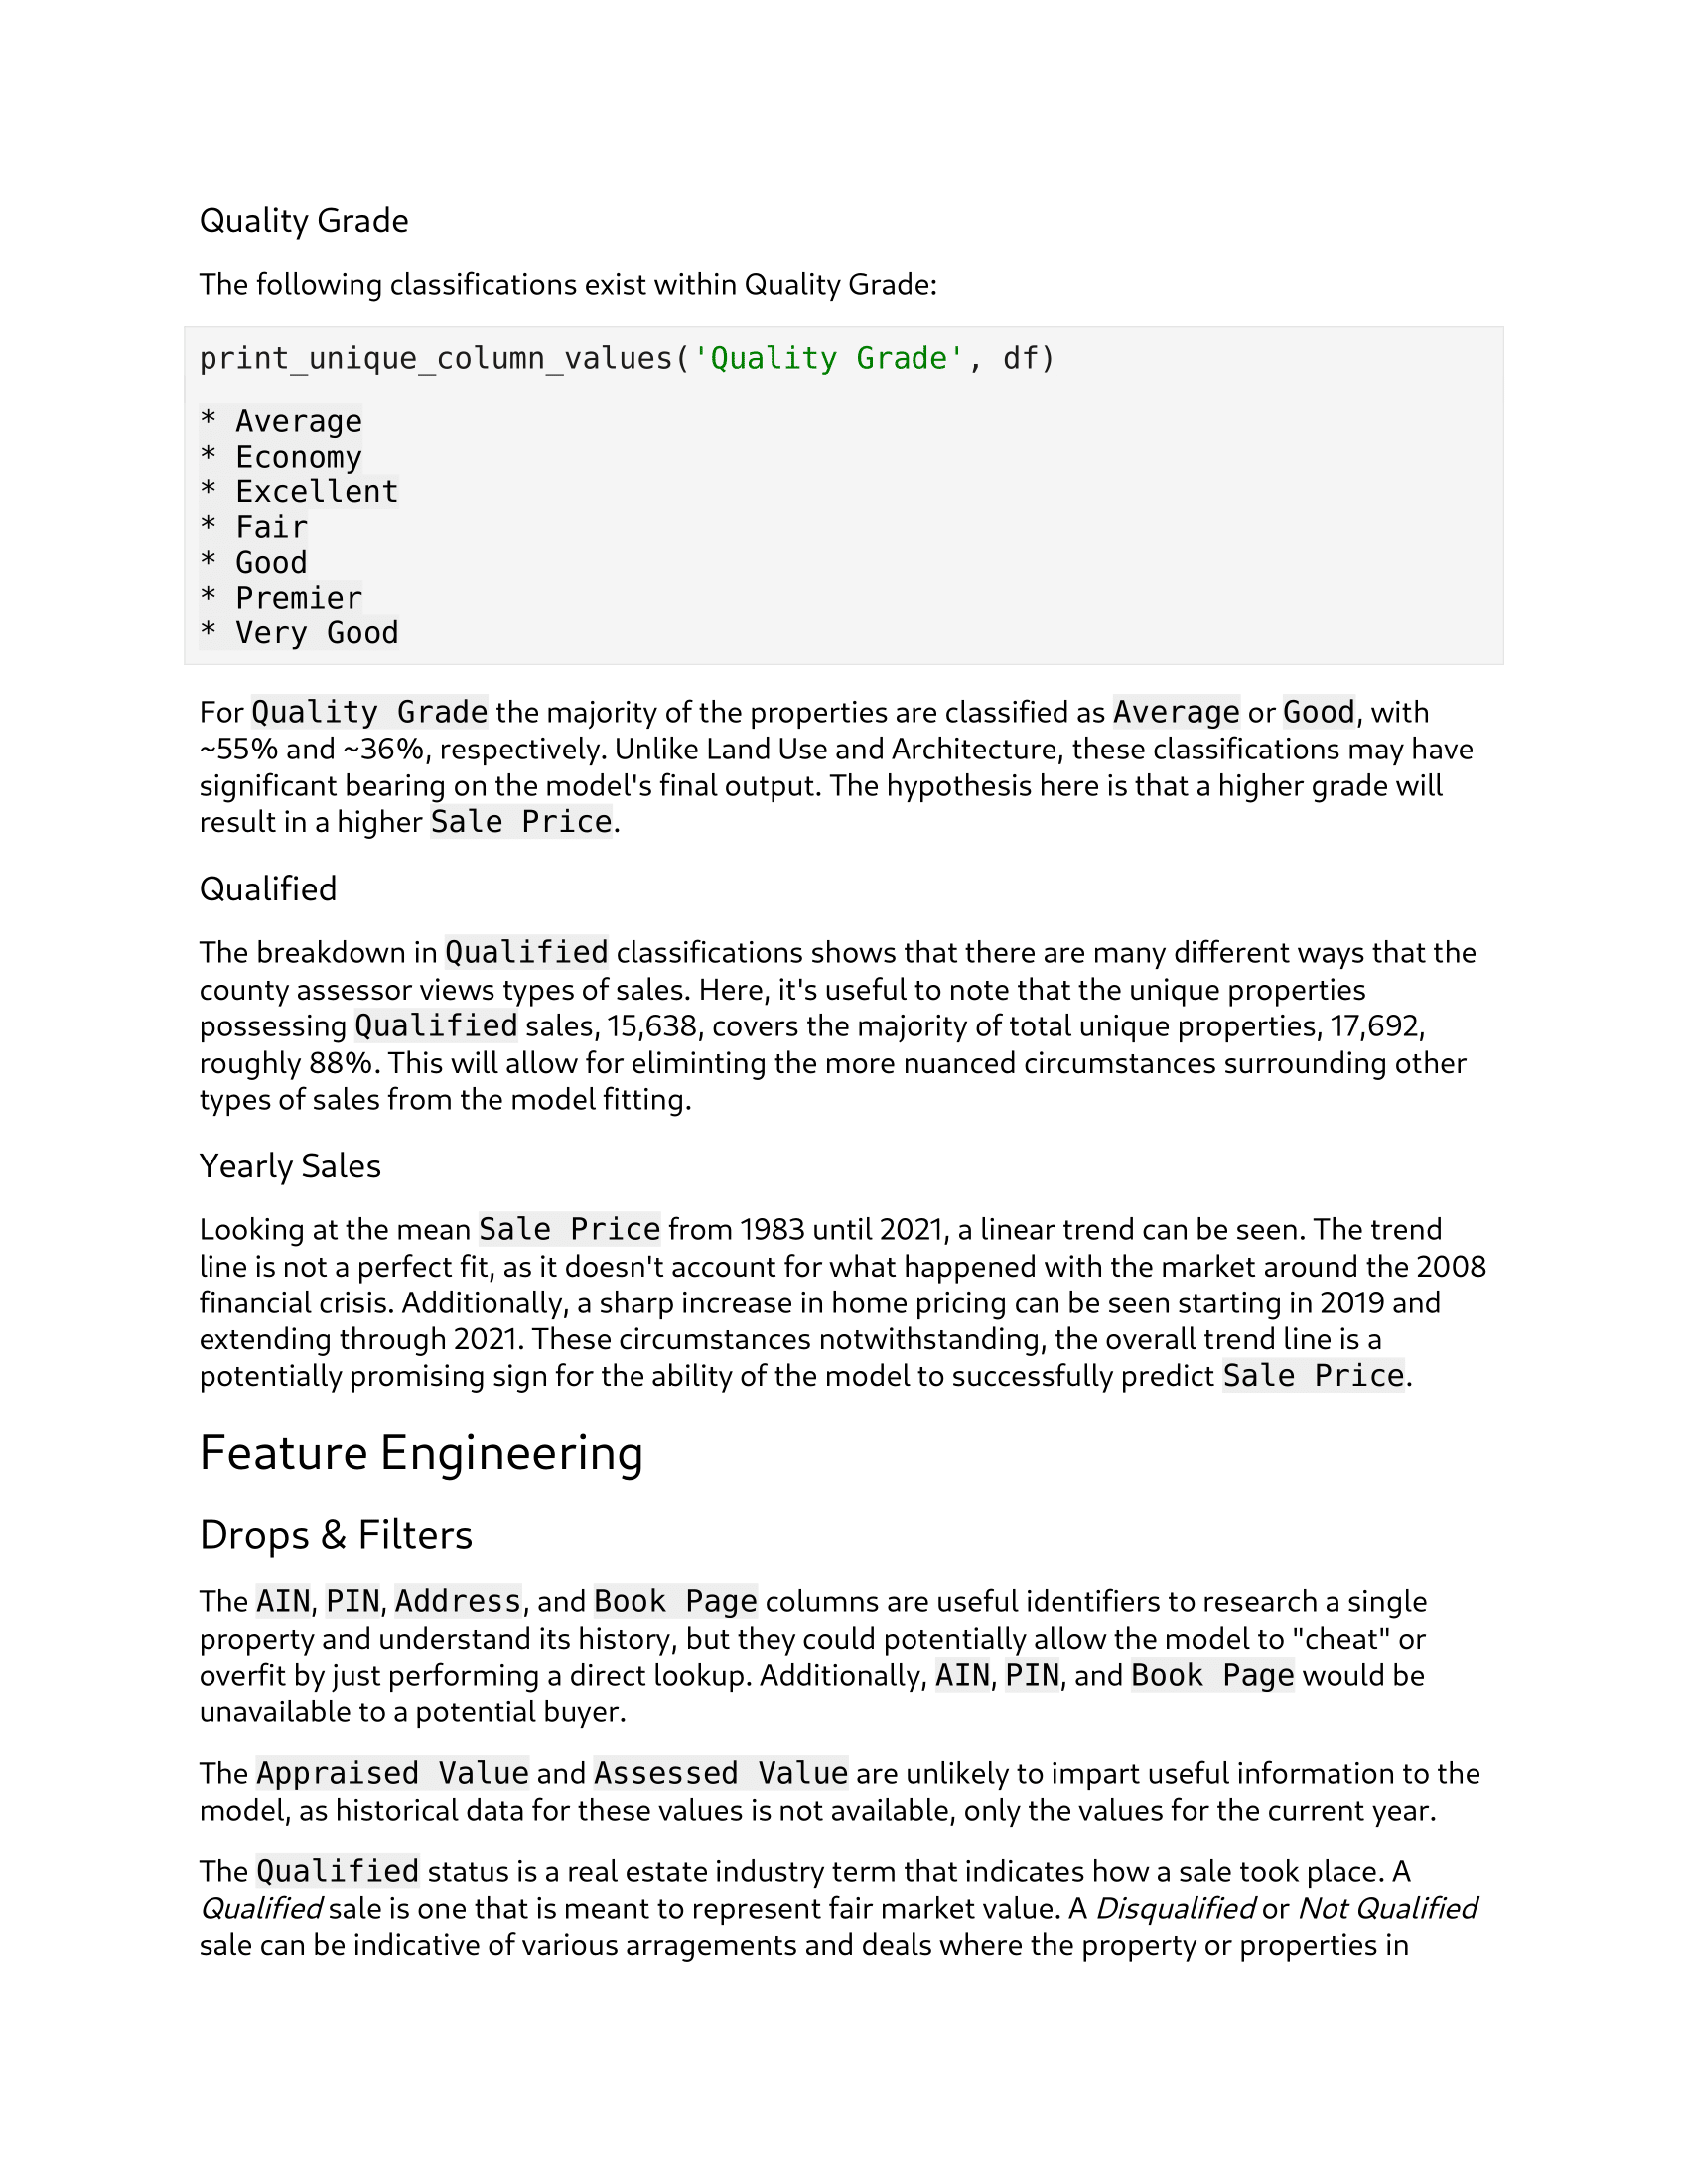 Quality Grade
The following classifications exist within Quality Grade:
print_unique_column_values('Quality Grade', df)
* Average
* Economy
* Excellent
* Fair
* Good
* Premier
* Very Good
For Quality Grade the majority of the properties are classified as Average or Good, with
~55% and ~36%, respectively. Unlike Land Use and Architecture, these classifications may have
significant bearing on the model's final output. The hypothesis here is that a higher grade will
result in a higher Sale Price.
Qualified
The breakdown in Qualified classifications shows that there are many different ways that the
county assessor views types of sales. Here, it's useful to note that the unique properties
possessing Qualified sales, 15,638, covers the majority of total unique properties, 17,692,
roughly 88%. This will allow for eliminting the more nuanced circumstances surrounding other
types of sales from the model fitting.
Yearly Sales
Looking at the mean Sale Price from 1983 until 2021, a linear trend can be seen. The trend
line is not a perfect fit, as it doesn't account for what happened with the market around the 2008
financial crisis. Additionally, a sharp increase in home pricing can be seen starting in 2019 and
extending through 2021. These circumstances notwithstanding, the overall trend line is a
potentially promising sign for the ability of the model to successfully predict Sale Price.
Feature Engineering
Drops & Filters
The AIN, PIN, Address, and Book Page columns are useful identifiers to research a single
property and understand its history, but they could potentially allow the model to "cheat" or
overfit by just performing a direct lookup. Additionally, AIN, PIN, and Book Page would be
unavailable to a potential buyer.
The Appraised Value and Assessed Value are unlikely to impart useful information to the
model, as historical data for these values is not available, only the values for the current year.
The Qualified status is a real estate industry term that indicates how a sale took place. A
Qualified sale is one that is meant to represent fair market value. A Disqualified or Not Qualified
sale can be indicative of various arragements and deals where the property or properties in